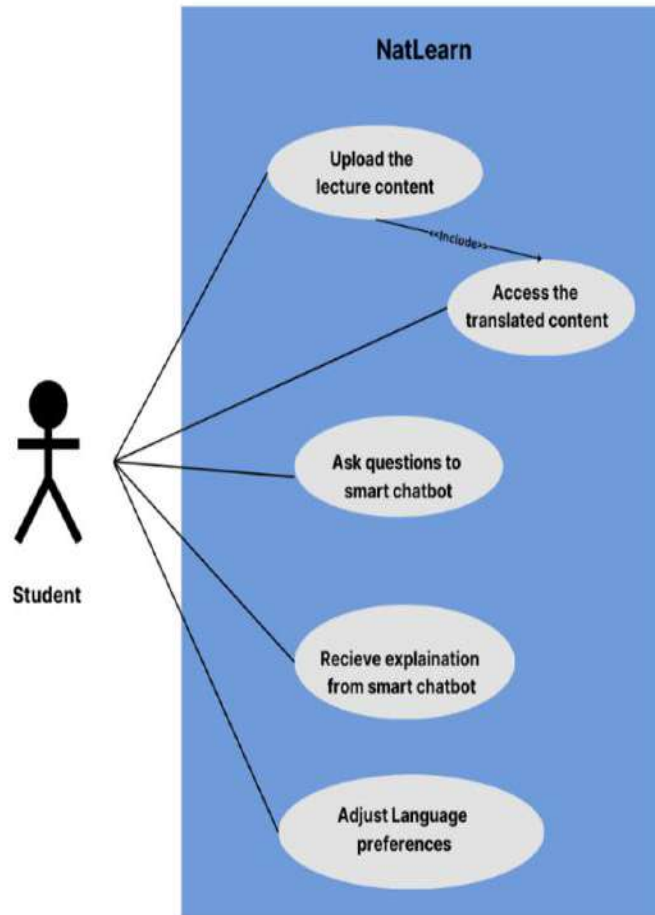 NatLearn
Upload the
lecture content
<<Include>>
Access the
translated content
Ask questions to
smart chatbot
Student
Recieve explaination
from smart chatbot
Adjust Language
preferences